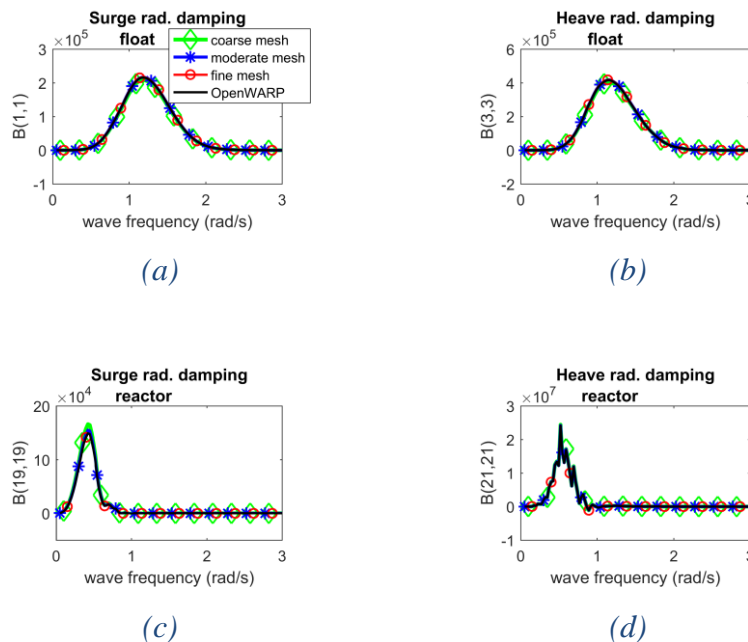 Surge rad. damping
float
×10^5
3
2
1
0
-1
B(1,1)
0
1
2
3
wave frequency (rad/s)
coarse mesh
moderate mesh
fine mesh
OpenWARP
(a)
Heave rad. damping
float
×10^5
6
4
2
0
-2
B(3,3)
0
1
2
3
wave frequency (rad/s)
(b)
Surge rad. damping
reactor
×10^4
20
10
0
B(19,19)
0
1
2
3
wave frequency (rad/s)
(c)
Heave rad. damping
reactor
×10^7
3
2
1
0
-1
B(21,21)
0
1
2
3
wave frequency (rad/s)
(d)